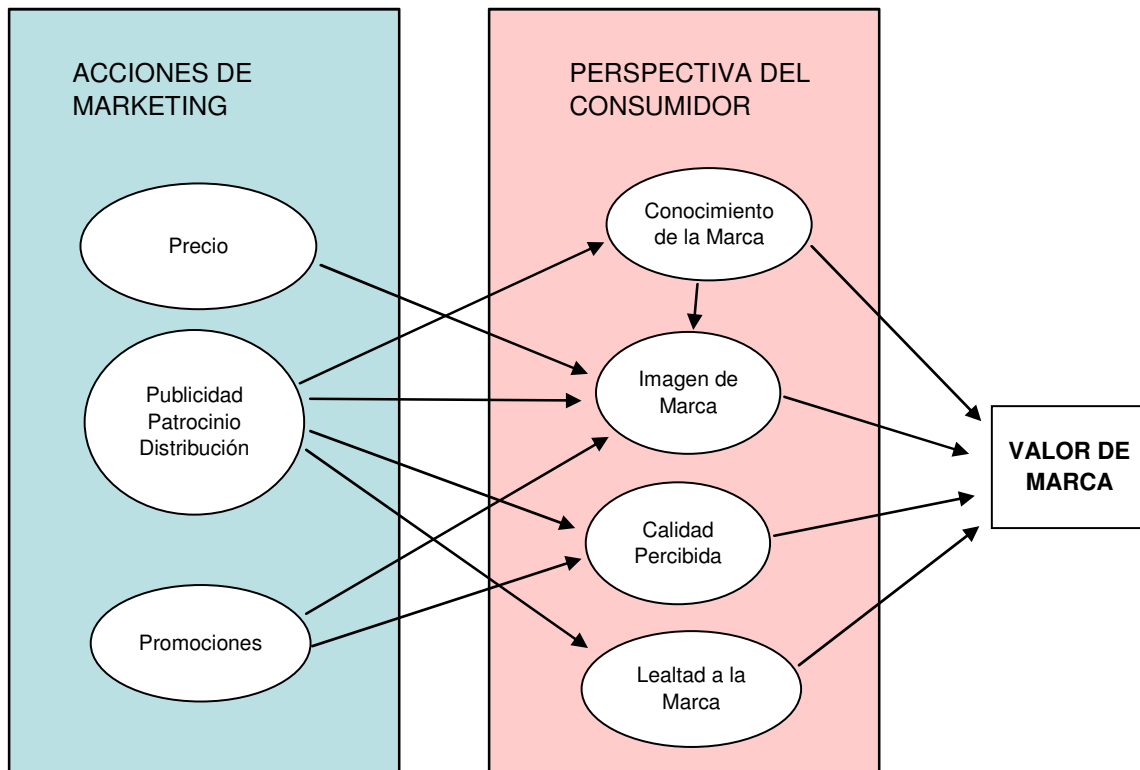 ACCIONES DE
MARKETING
Precio
Publicidad
Patrocinio
Distribución
Promociones
PERSPECTIVA DEL
CONSUMIDOR
Conocimiento
de la Marca
Imagen de
Marca
Calidad
Percibida
Lealtad a la
Marca
VALOR DE
MARCA